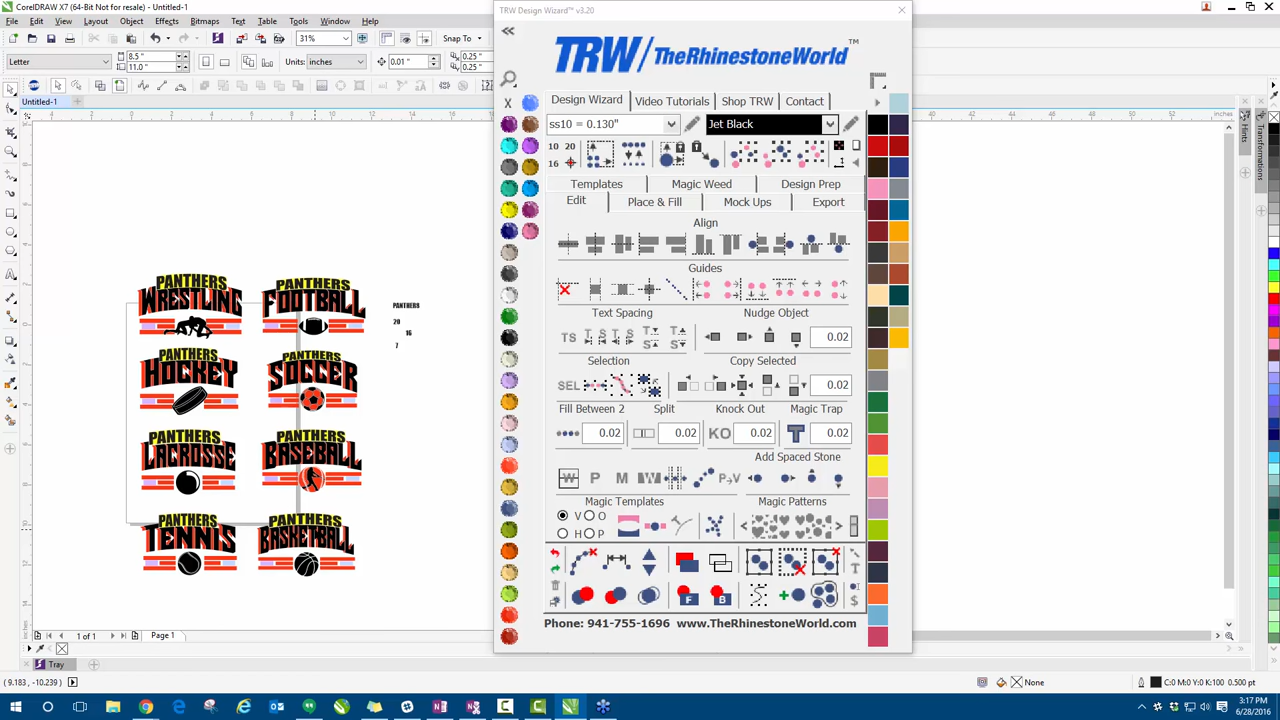 CorelDRAW X7 (64-Bit Not for resale) - Untitled-1
File Edit View Layout Object Effects Bitmaps Text Table Tools Window Help
31% Snap To
Letter 8.5" 11.0" Units: inches 0.01 " 0.25 " 0.25 "
Untitled-1
inches
PANTHERS
WRESTLING
PANTHERS
FOOTBALL
PANTHERS
HOCKEY
PANTHERS
SOCCER
PANTHERS
LACROSSE
PANTHERS
BASEBALL
PANTHERS
TENNIS
PANTHERS
BASKETBALL
PANTHERS
20
16
7
TRW Design Wizard™ v3.20
TRW/TheRhinestoneWorld™
Design Wizard Video Tutorials Shop TRW Contact
X
ss10 = 0.130" Jet Black
10 20
16
Templates Magic Weed Design Prep
Edit Place & Fill Mock Ups Export
Align
Guides
Text Spacing Nudge Object
TS 0.02
Selection Copy Selected
SEL 0.02
Fill Between 2 Split Knock Out Magic Trap
0.02 0.02 KO 0.02 T 0.02
Add Spaced Stone
W P M W P→V
Magic Templates Magic Patterns
V O
H P
F B
Phone: 941-755-1696 www.TheRhinestoneWorld.com
Hints
Transformations
1 of 1 Page 1
Tray
(9.183, -10.239) None C:0 M:0 Y:0 K:100 0.500 pt
3:17 PM
6/28/2016